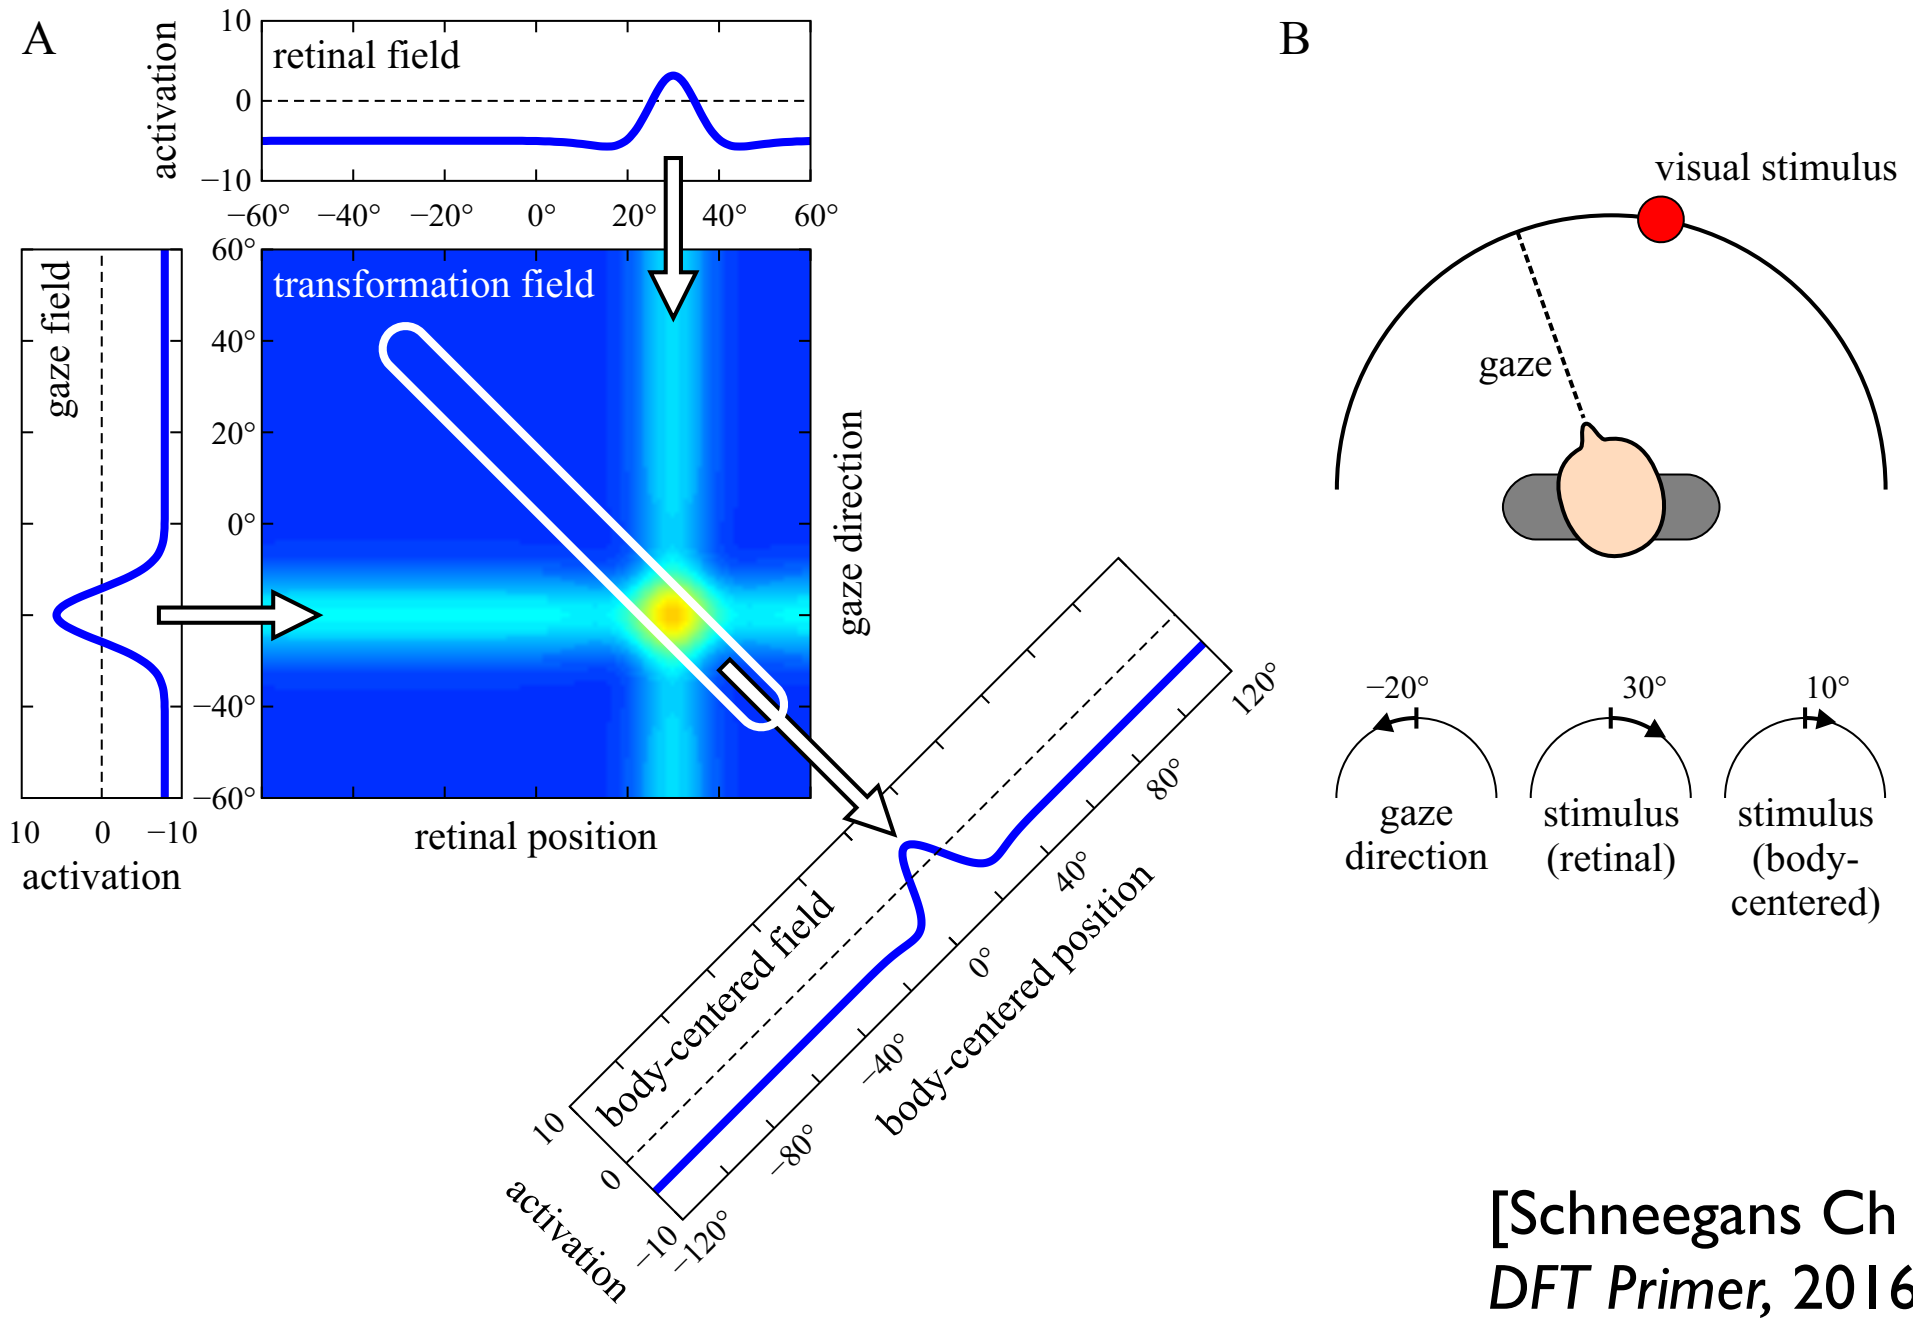 A
10
0
−10
activation
retinal field
−60°
−40°
−20°
0°
20°
40°
60°
gaze field
10
0
−10
activation
60°
40°
20°
0°
−40°
−60°
transformation field
retinal position
gaze direction
body-centered field
10
0
−10
activation
−120°
−80°
−40°
0°
40°
80°
120°
body-centered position
B
visual stimulus
gaze
−20°
30°
10°
gaze
direction
stimulus
(retinal)
stimulus
(body-
centered)
[Schneegans Ch
DFT Primer, 2016